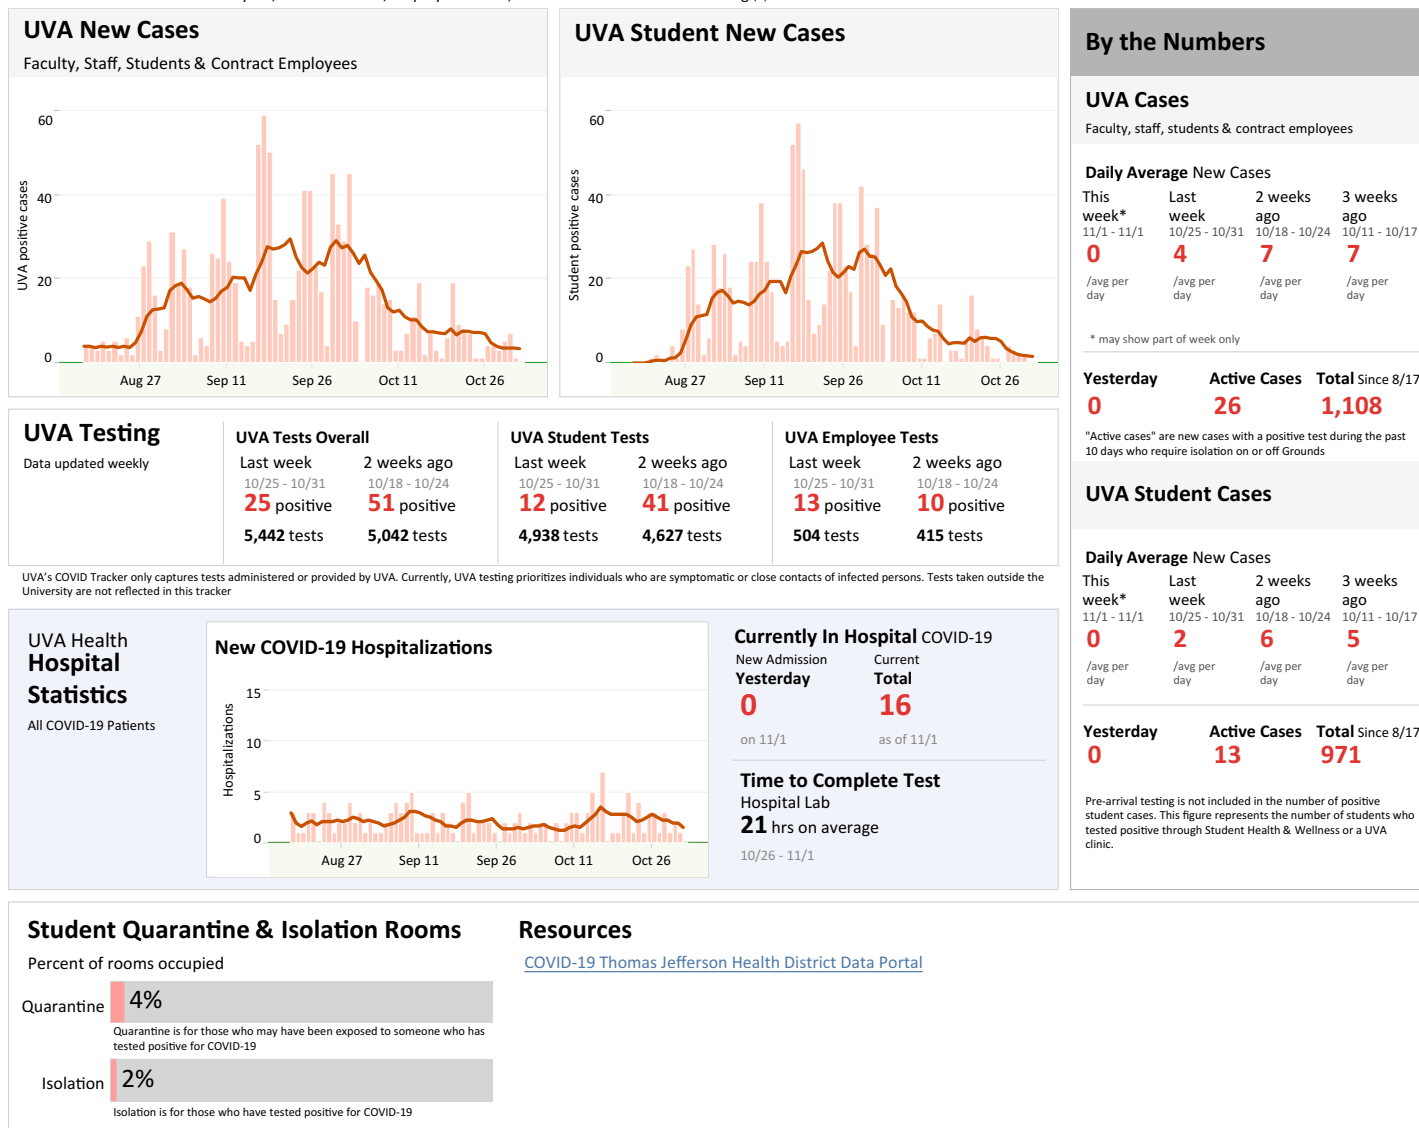 UVA New Cases
Faculty, Staff, Students & Contract Employees
60
40
20
0
UVA positive cases
Aug 27 Sep 11 Sep 26 Oct 11 Oct 26
UVA Student New Cases
60
40
20
0
Student positive cases
Aug 27 Sep 11 Sep 26 Oct 11 Oct 26
By the Numbers
UVA Cases
Faculty, staff, students & contract employees
Daily Average New Cases
This week* Last week 2 weeks ago 3 weeks ago
11/1 - 11/1 10/25 - 10/31 10/18 - 10/24 10/11 - 10/17
0 4 7 7
/avg per day /avg per day /avg per day /avg per day
* may show part of week only
Yesterday Active Cases Total Since 8/17
0 26 1,108
"Active cases" are new cases with a positive test during the past
10 days who require isolation on or off Grounds
UVA Student Cases
Daily Average New Cases
This week* Last week 2 weeks ago 3 weeks ago
11/1 - 11/1 10/25 - 10/31 10/18 - 10/24 10/11 - 10/17
0 2 6 5
/avg per day /avg per day /avg per day /avg per day
Yesterday Active Cases Total Since 8/17
0 13 971
Pre-arrival testing is not included in the number of positive
student cases. This figure represents the number of students who
tested positive through Student Health & Wellness or a UVA
clinic.
UVA Testing
Data updated weekly
UVA Tests Overall
Last week 2 weeks ago
10/25 - 10/31 10/18 - 10/24
25 positive 51 positive
5,442 tests 5,042 tests
UVA Student Tests
Last week 2 weeks ago
10/25 - 10/31 10/18 - 10/24
12 positive 41 positive
4,938 tests 4,627 tests
UVA Employee Tests
Last week 2 weeks ago
10/25 - 10/31 10/18 - 10/24
13 positive 10 positive
504 tests 415 tests
UVA's COVID Tracker only captures tests administered or provided by UVA. Currently, UVA testing prioritizes individuals who are symptomatic or close contacts of infected persons. Tests taken outside the
University are not reflected in this tracker
UVA Health
Hospital
Statistics
All COVID-19 Patients
New COVID-19 Hospitalizations
15
10
5
0
Hospitalizations
Aug 27 Sep 11 Sep 26 Oct 11 Oct 26
Currently In Hospital COVID-19
New Admission Current
Yesterday Total
0 16
on 11/1 as of 11/1
Time to Complete Test
Hospital Lab
21 hrs on average
10/26 - 11/1
Student Quarantine & Isolation Rooms
Percent of rooms occupied
Quarantine 4%
Quarantine is for those who may have been exposed to someone who has
tested positive for COVID-19
Isolation 2%
Isolation is for those who have tested positive for COVID-19
Resources
COVID-19 Thomas Jefferson Health District Data Portal